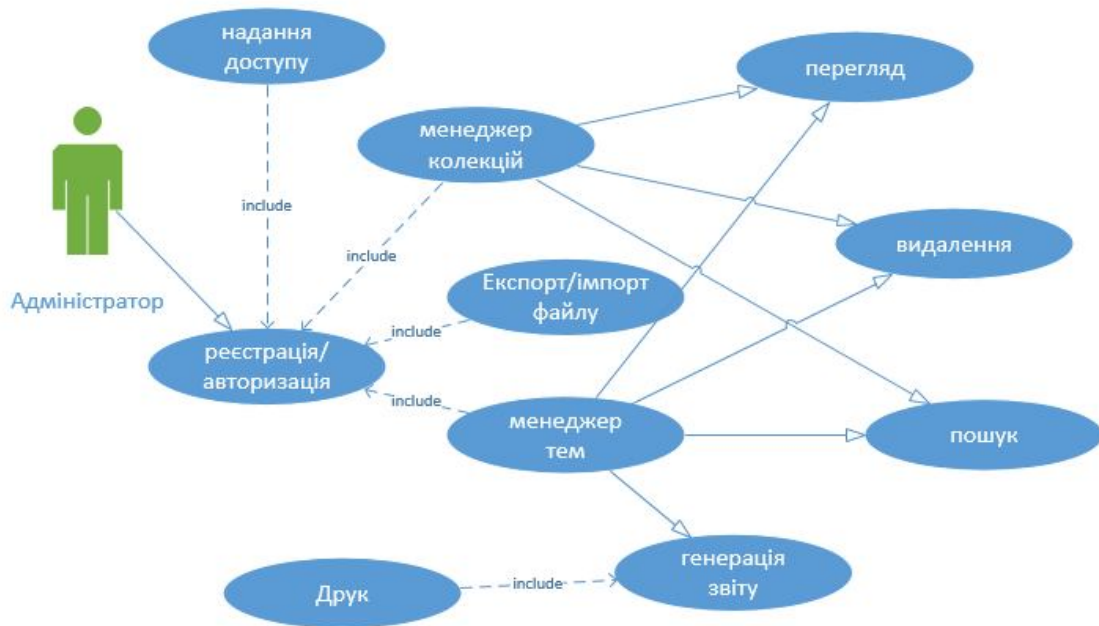 надання
доступу
перегляд
менеджер
колекцій
include
include
видалення
Адміністратор
Експорт/імпорт
файлу
include
реєстрація/
авторизація
include
менеджер
тем
пошук
генерація
звіту
Друк
include